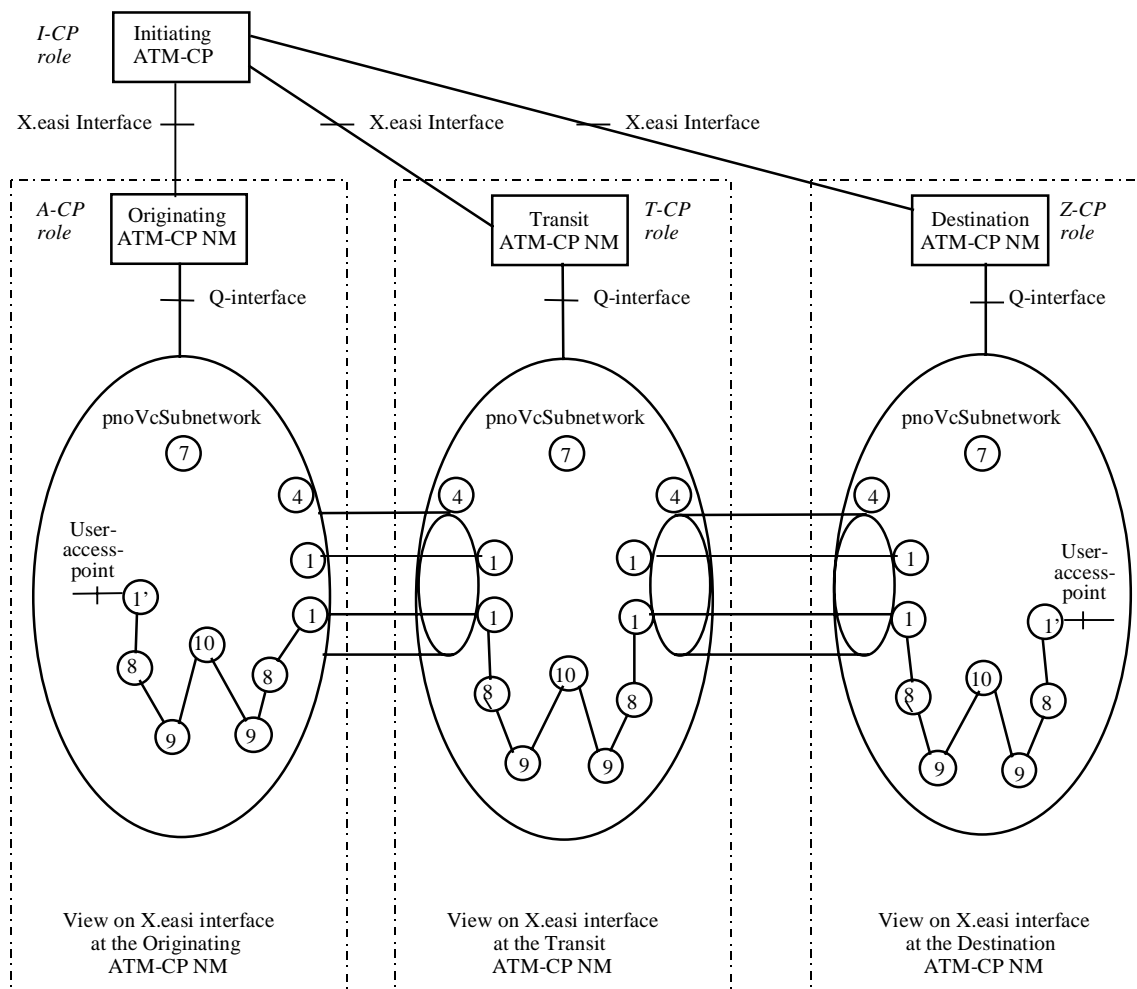 I-CP
role
Initiating
ATM-CP
X.easi Interface
X.easi Interface
X.easi Interface
A-CP
role
Originating
ATM-CP NM
Transit
ATM-CP NM
T-CP
role
Destination
ATM-CP NM
Z-CP
role
Q-interface
Q-interface
Q-interface
pnoVcSubnetwork
7
4
User-
access-
point
1'
1
1
8
10
8
9
9
pnoVcSubnetwork
7
4
4
1
1
1
1
8
10
8
9
9
pnoVcSubnetwork
7
4
1
1
User-
access-
point
1'
8
10
8
9
9
View on X.easi interface
at the Originating
ATM-CP NM
View on X.easi interface
at the Transit
ATM-CP NM
View on X.easi interface
at the Destination
ATM-CP NM